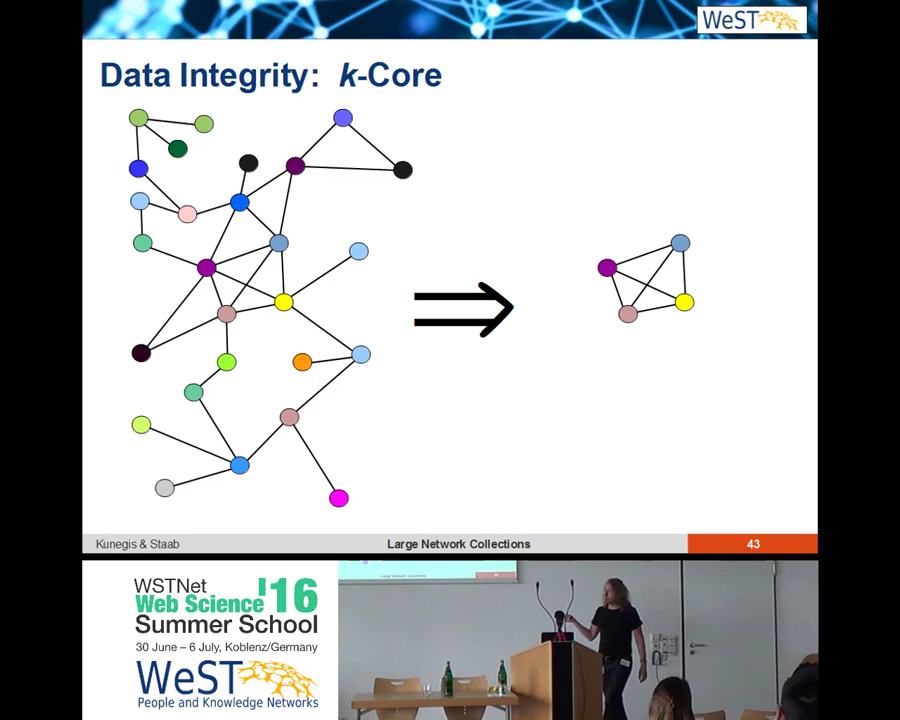 WeST
Data Integrity: k-Core
Kunegis & Staab
Large Network Collections
43
WSTNet
Web Science '16
Summer School
30 June – 6 July, Koblenz/Germany
WeST
People and Knowledge Networks